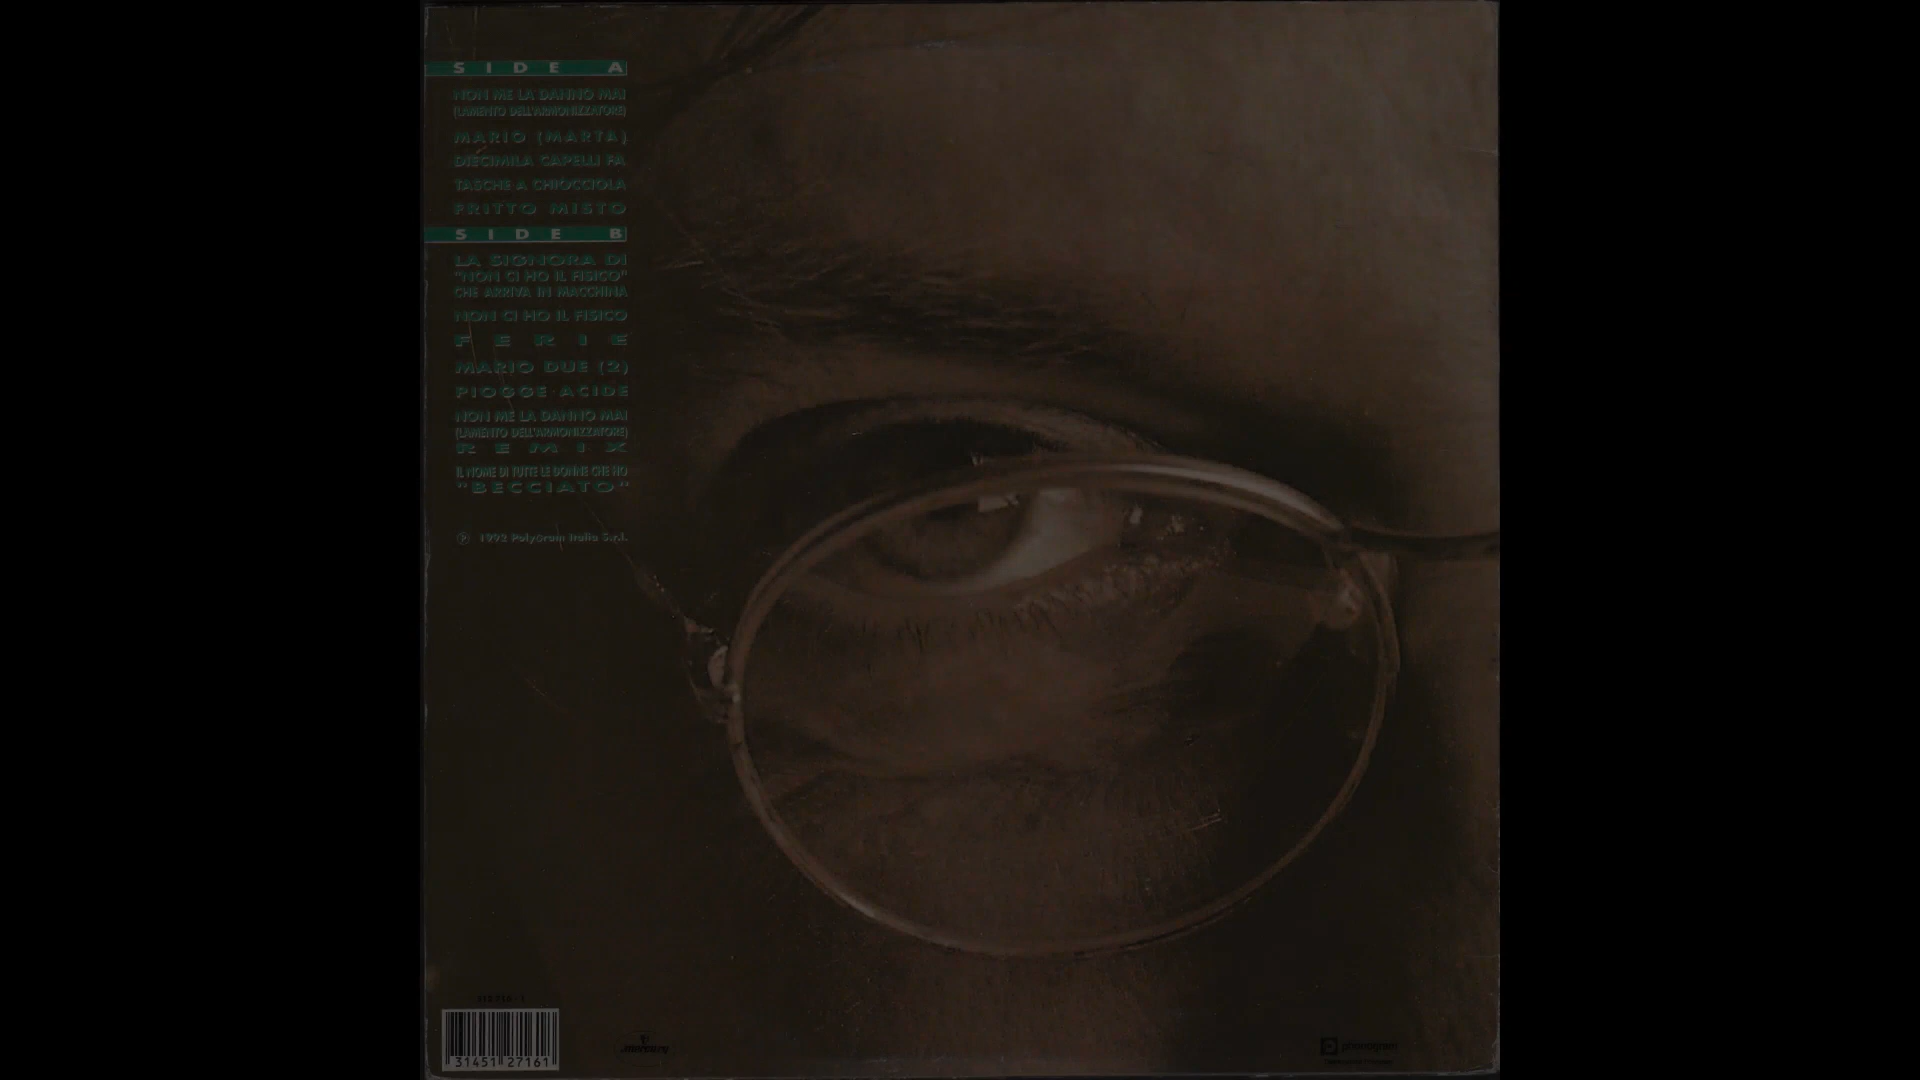 SIDE A
NON ME LA DANNO MAI
(LAMENTO DELL'ARMONIZZATORE)
MARIO (MARTA)
DIECIMILA CAPELLI FA
TASCHE A CHIOCCIOLA
FRITTO MISTO
SIDE B
LA SIGNORA DI
"NON CI HO IL FISICO"
CHE ARRIVA IN MACCHINA
NON CI HO IL FISICO
FERIE
MARIO DUE (2)
PIOGGE ACIDE
NON ME LA DANNO MAI
(LAMENTO DELL'ARMONIZZATORE)
REMIX
IL NOME DI TUTTE LE DONNE CHE HO
"BECCIATO"
℗ 1992 PolyGram Italia S.r.l.
31451 27161
mercury
phonogram